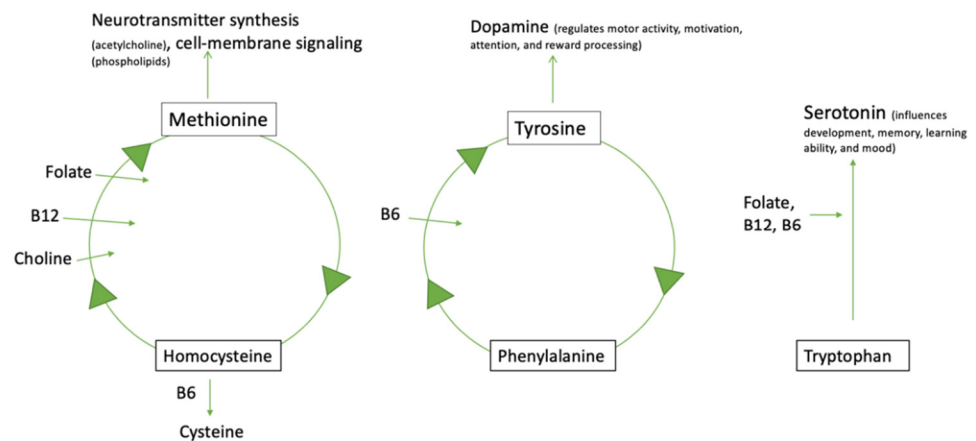 Neurotransmitter synthesis
(acetylcholine), cell-membrane signaling
(phospholipids)
Methionine
Folate
B12
Choline
Homocysteine
B6
Cysteine
Dopamine (regulates motor activity, motivation,
attention, and reward processing)
Tyrosine
B6
Phenylalanine
Serotonin (influences
development, memory, learning
ability, and mood)
Folate,
B12, B6
Tryptophan